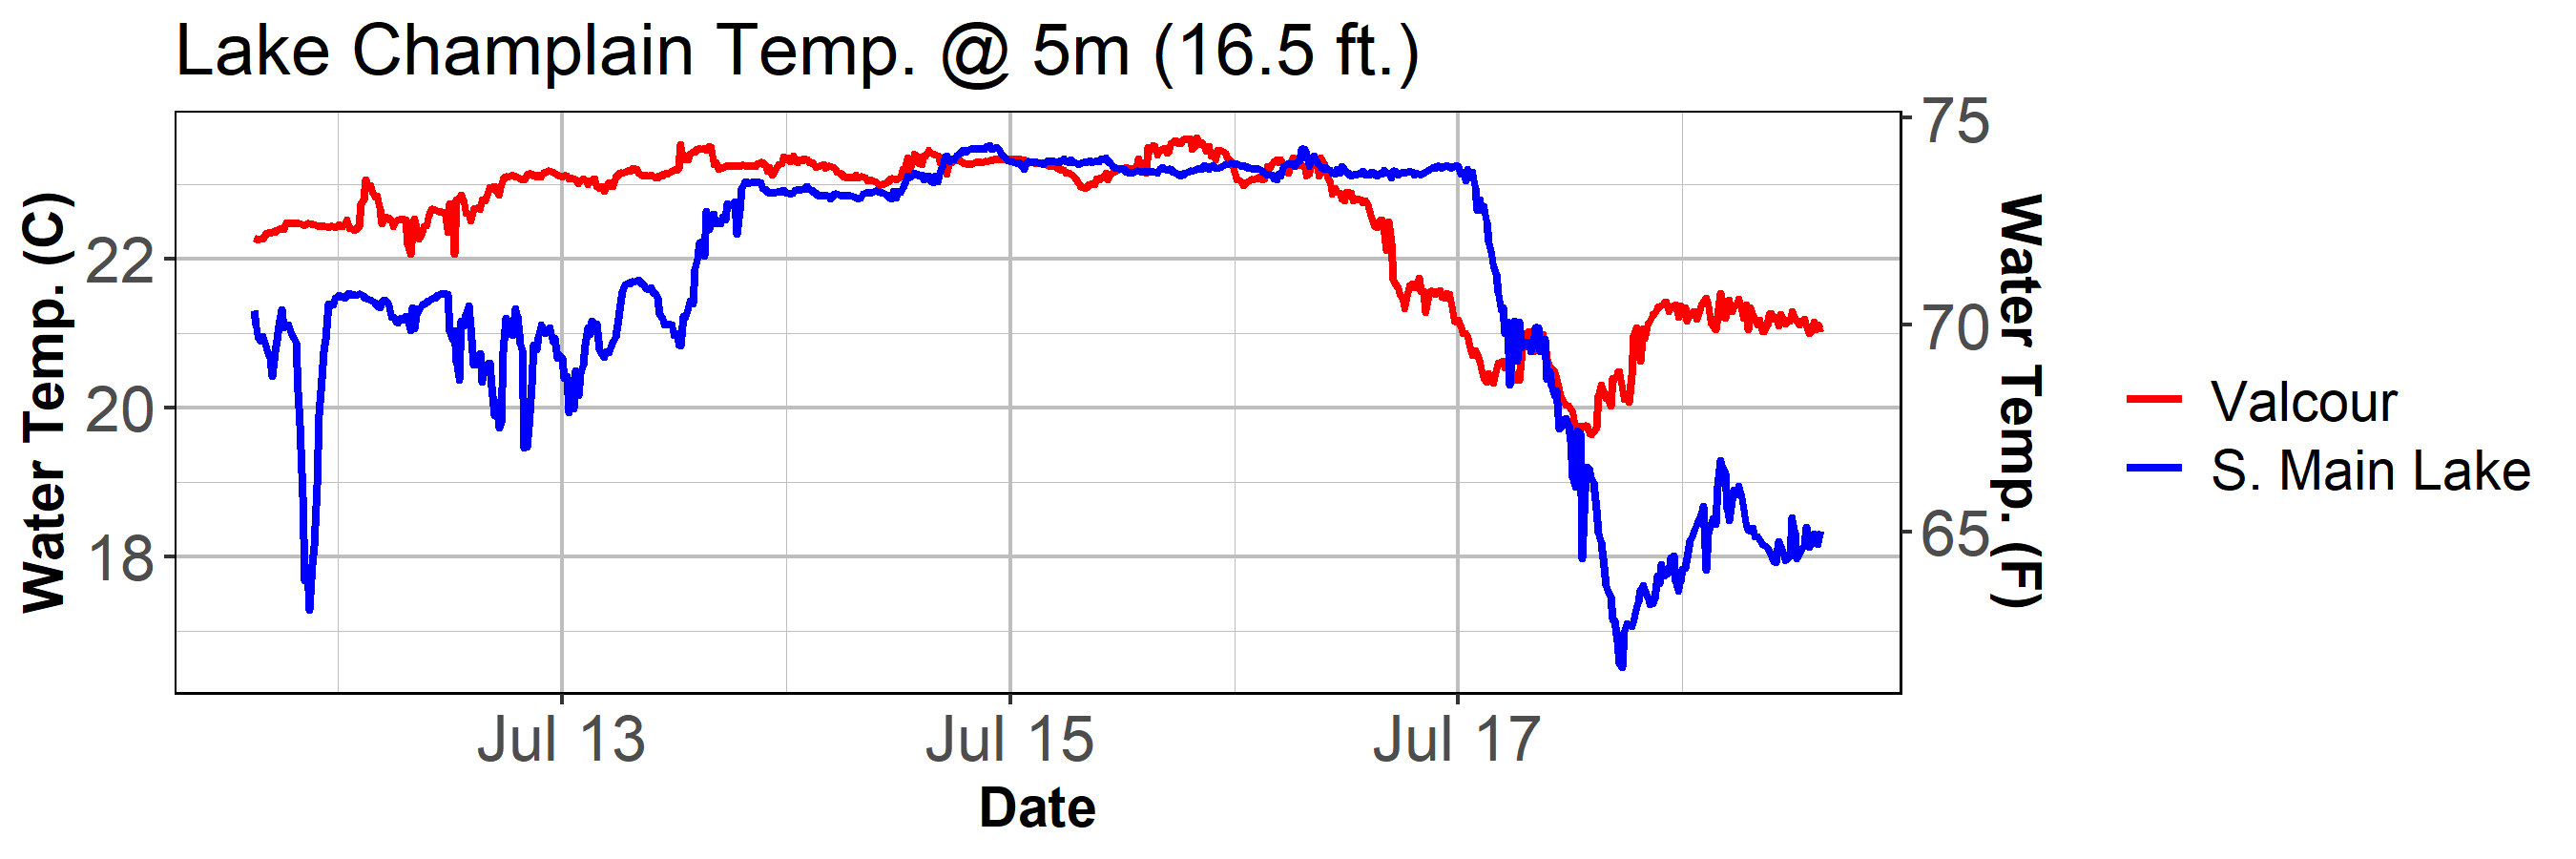 Lake Champlain Temp. @ 5m (16.5 ft.)
Water Temp. (C)
22
20
18
75
70
65
Water Temp. (F)
Jul 13
Jul 15
Jul 17
Date
Valcour
S. Main Lake